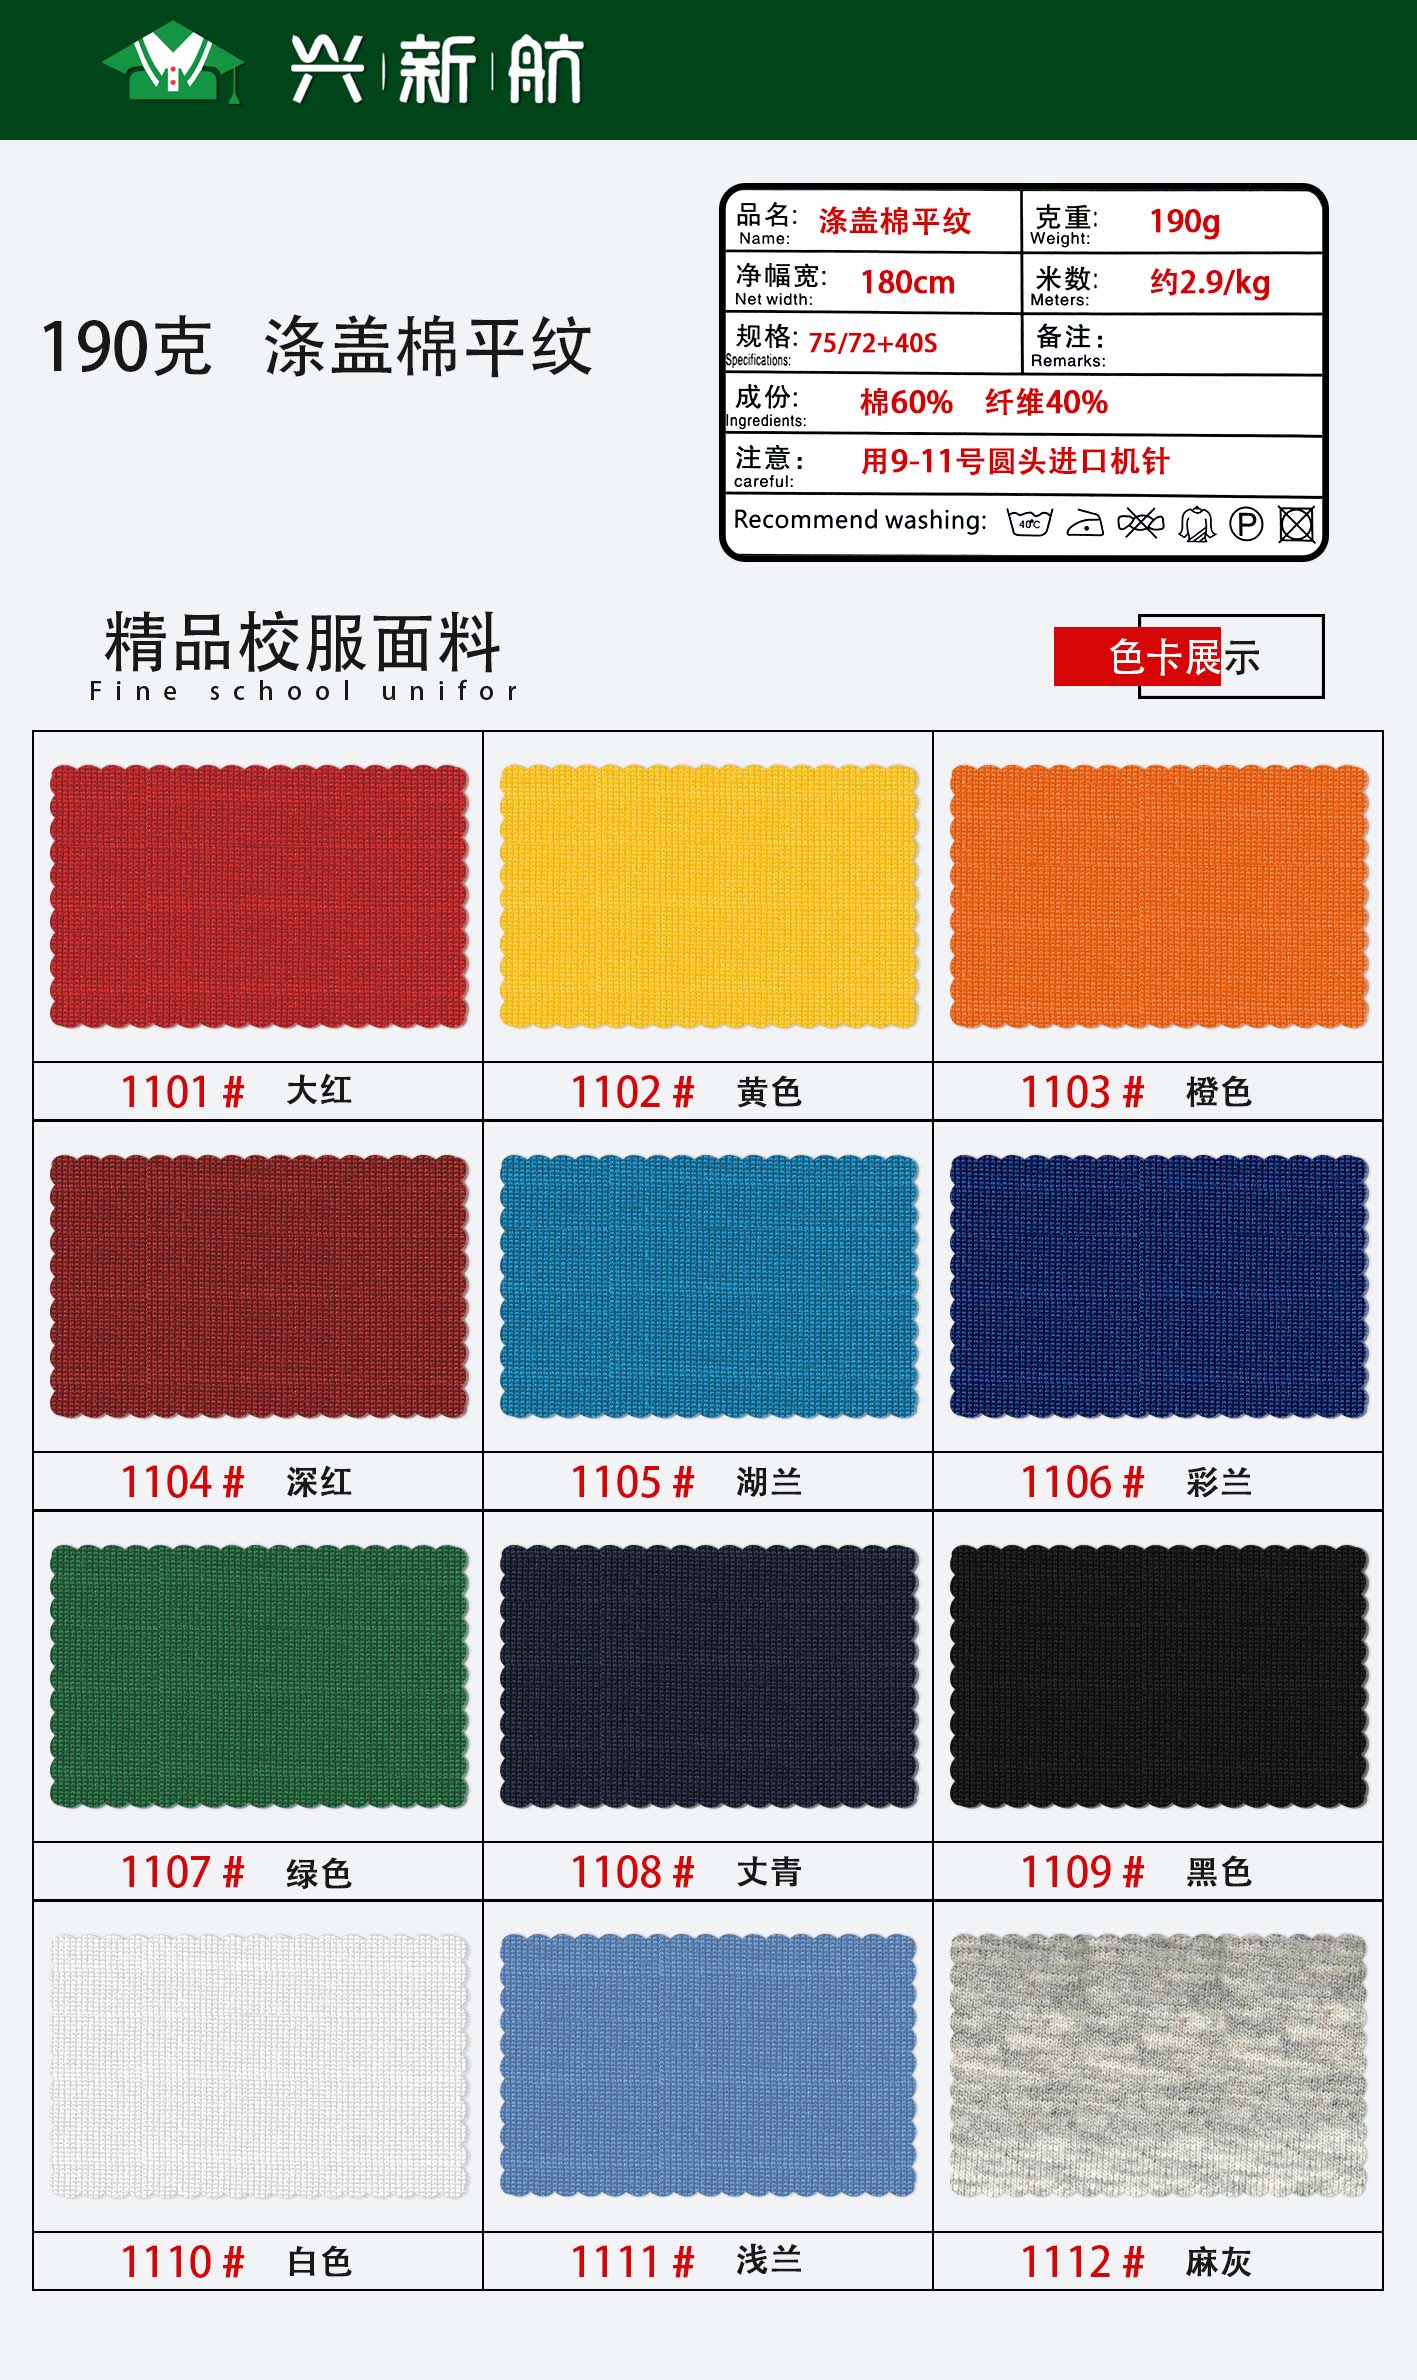 兴新航
190克 涤盖棉平纹
品名: 涤盖棉平纹 克重: 190g
Name: Weight:
净幅宽: 180cm 米数: 约2.9/kg
Net width: Meters:
规格: 75/72+40S 备注:
Specifications: Remarks:
成份: 棉60% 纤维40%
Ingredients:
注意: 用9-11号圆头进口机针
careful:
Recommend washing: 40℃ P
精品校服面料
Fine school unifor
色卡展示
1101# 大红 1102# 黄色 1103# 橙色
1104# 深红 1105# 湖兰 1106# 彩兰
1107# 绿色 1108# 丈青 1109# 黑色
1110# 白色 1111# 浅兰 1112# 麻灰